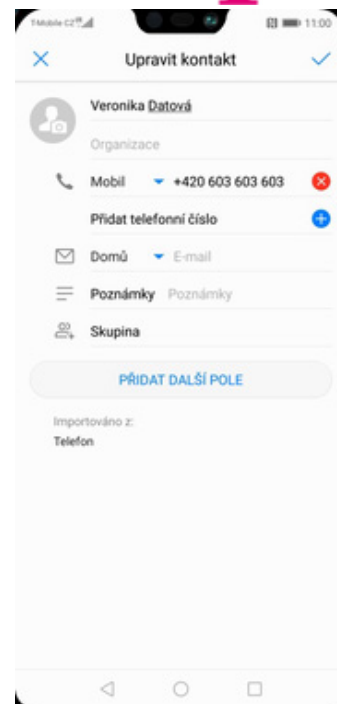 T-Mobile CZ 11:00
Upravit kontakt
Veronika Datová
Organizace
Mobil +420 603 603 603
Přidat telefonní číslo
Domů E-mail
Poznámky Poznámky
Skupina
PŘIDAT DALŠÍ POLE
Importováno z:
Telefon